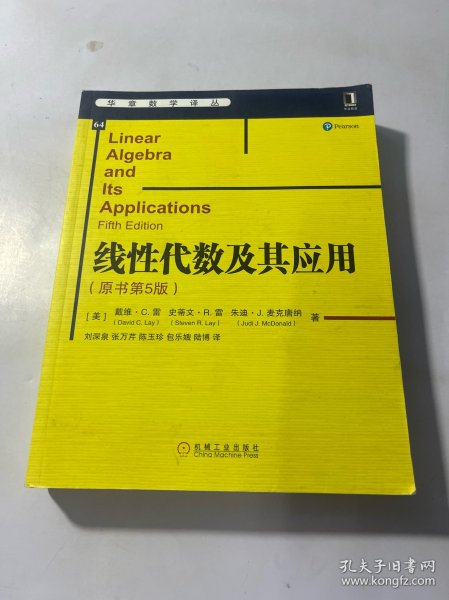 华章数学译丛
64
Pearson
Linear
Algebra
and
Its
Applications
Fifth Edition
线性代数及其应用
（原书第5版）
[美] 戴维·C. 雷 史蒂文·R. 雷 朱迪·J. 麦克唐纳 著
(David C. Lay) (Steven R. Lay) (Judi J. McDonald)
刘深泉 张万芹 陈玉珍 包乐娥 陆博 译
机械工业出版社
China Machine Press
孔夫子旧书网
www.kongfz.com